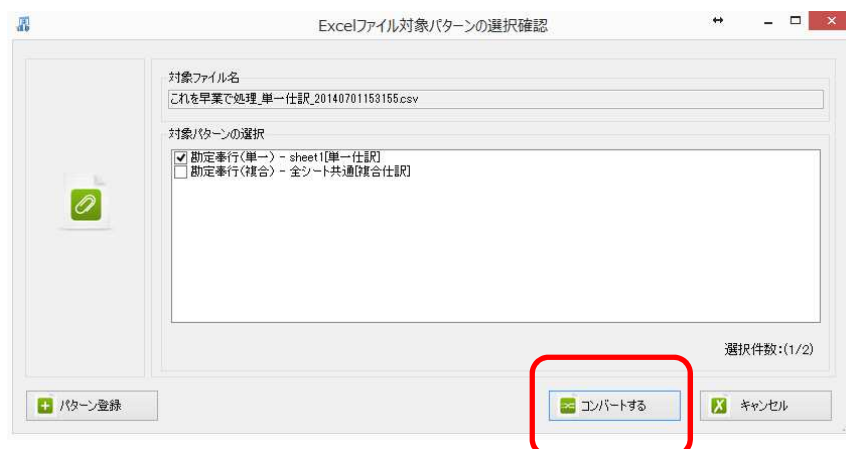 Excelファイル対象パターンの選択確認
対象ファイル名
これを早業で処理_単一仕訳_20140701153155.csv
対象パターンの選択
勘定奉行(単一) - sheet1[単一仕訳]
勘定奉行(複合) - 全シート共通[複合仕訳]
選択件数:(1/2)
パターン登録
コンバートする
キャンセル